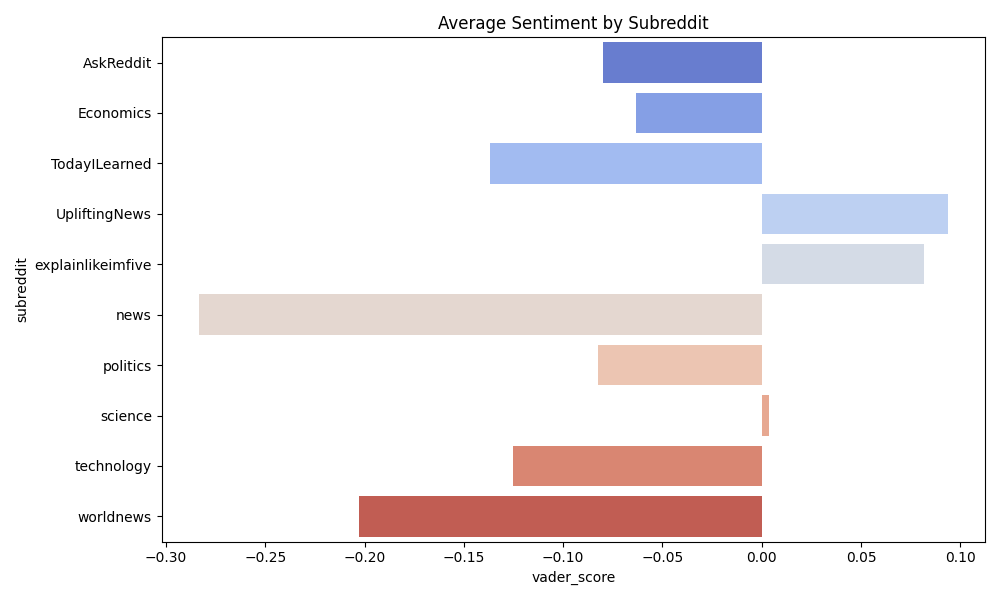 Average Sentiment by Subreddit
AskReddit
Economics
TodayILearned
UpliftingNews
explainlikeimfive
news
politics
science
technology
worldnews
subreddit
−0.30 −0.25 −0.20 −0.15 −0.10 −0.05 0.00 0.05 0.10
vader_score